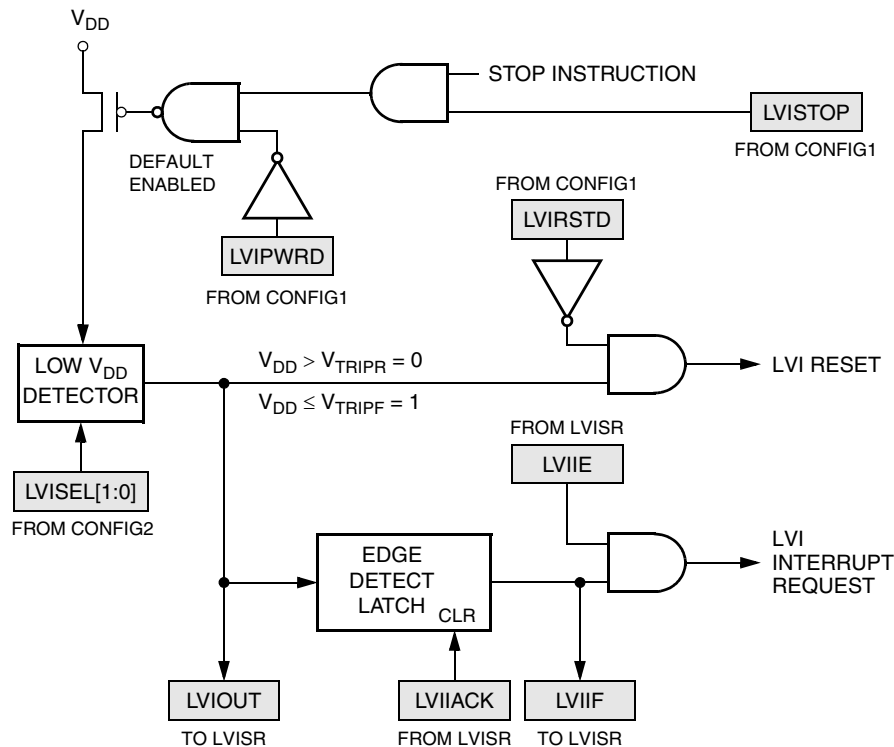 VDD
STOP INSTRUCTION
LVISTOP
FROM CONFIG1
DEFAULT
ENABLED
LVIPWRD
FROM CONFIG1
FROM CONFIG1
LVIRSTD
LOW VDD
DETECTOR
VDD > VTRIPR = 0
VDD ≤ VTRIPF = 1
LVI RESET
LVISEL[1:0]
FROM CONFIG2
FROM LVISR
LVIIE
EDGE
DETECT
LATCH
CLR
LVI
INTERRUPT
REQUEST
LVIOUT
TO LVISR
LVIIACK
FROM LVISR
LVIIF
TO LVISR